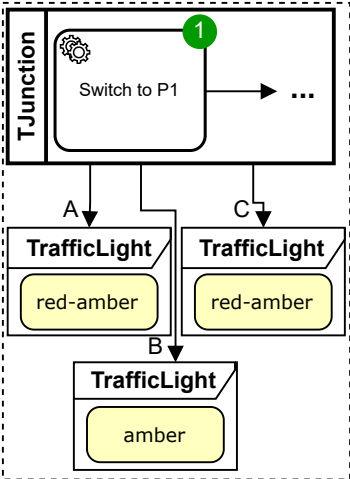 TJunction
1
Switch to P1
...
A
C
TrafficLight
TrafficLight
red-amber
red-amber
B
TrafficLight
amber